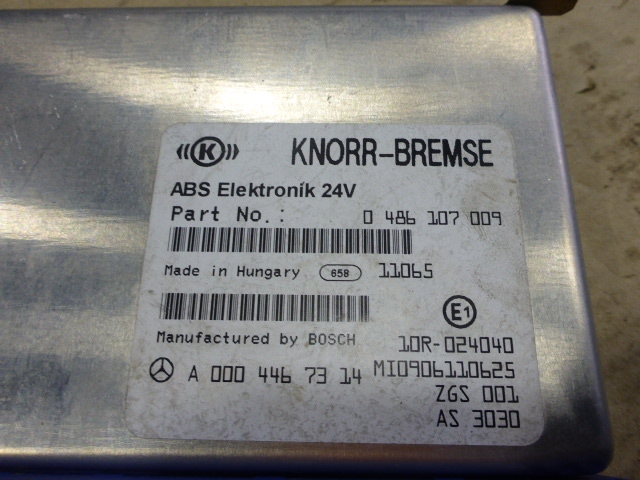 K KNORR-BREMSE
ABS Elektronik 24V
Part No.: 0 486 107 009
Made in Hungary 658 11065
E1
Manufactured by BOSCH 10R-024040
A 000 446 73 14 MI0906110625
ZGS 001
AS 3030